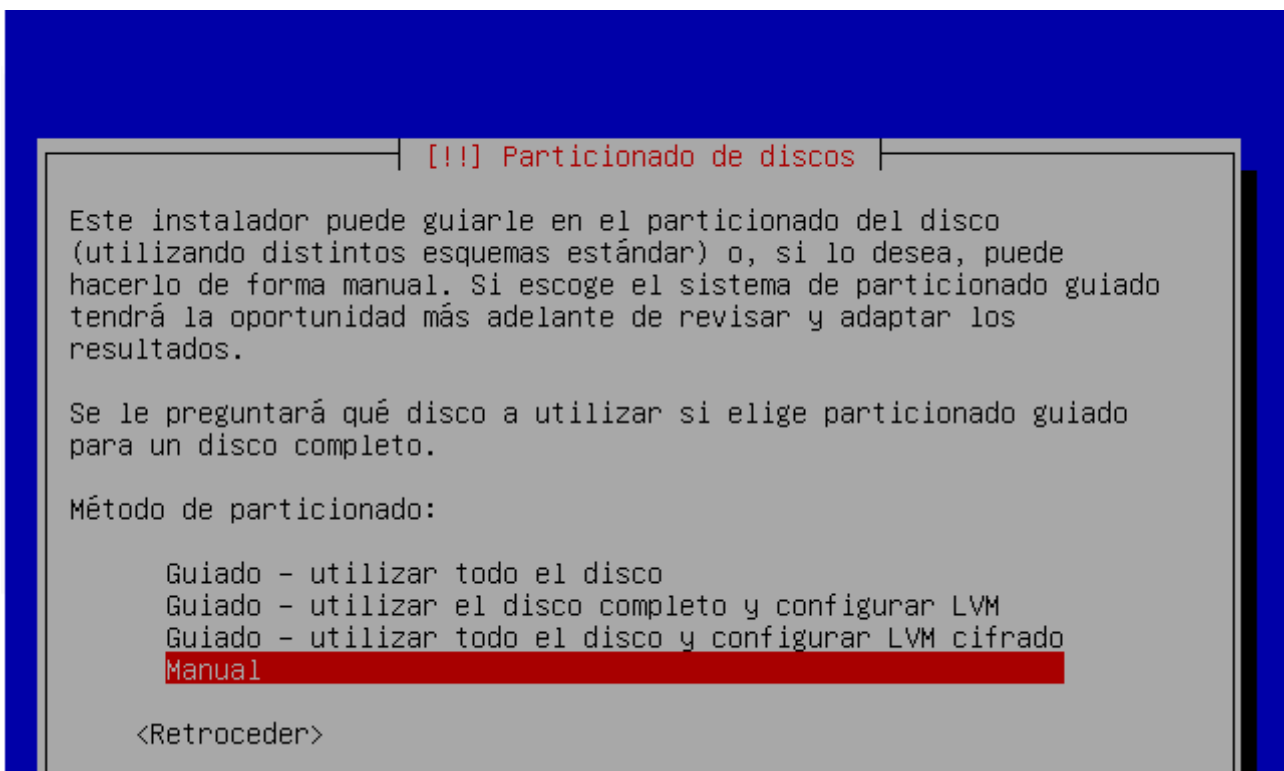 [!!] Particionado de discos
Este instalador puede guiarle en el particionado del disco
(utilizando distintos esquemas estándar) o, si lo desea, puede
hacerlo de forma manual. Si escoge el sistema de particionado guiado
tendrá la oportunidad más adelante de revisar y adaptar los
resultados.
Se le preguntará qué disco a utilizar si elige particionado guiado
para un disco completo.
Método de particionado:
Guiado – utilizar todo el disco
Guiado – utilizar el disco completo y configurar LVM
Guiado – utilizar todo el disco y configurar LVM cifrado
Manual
<Retroceder>